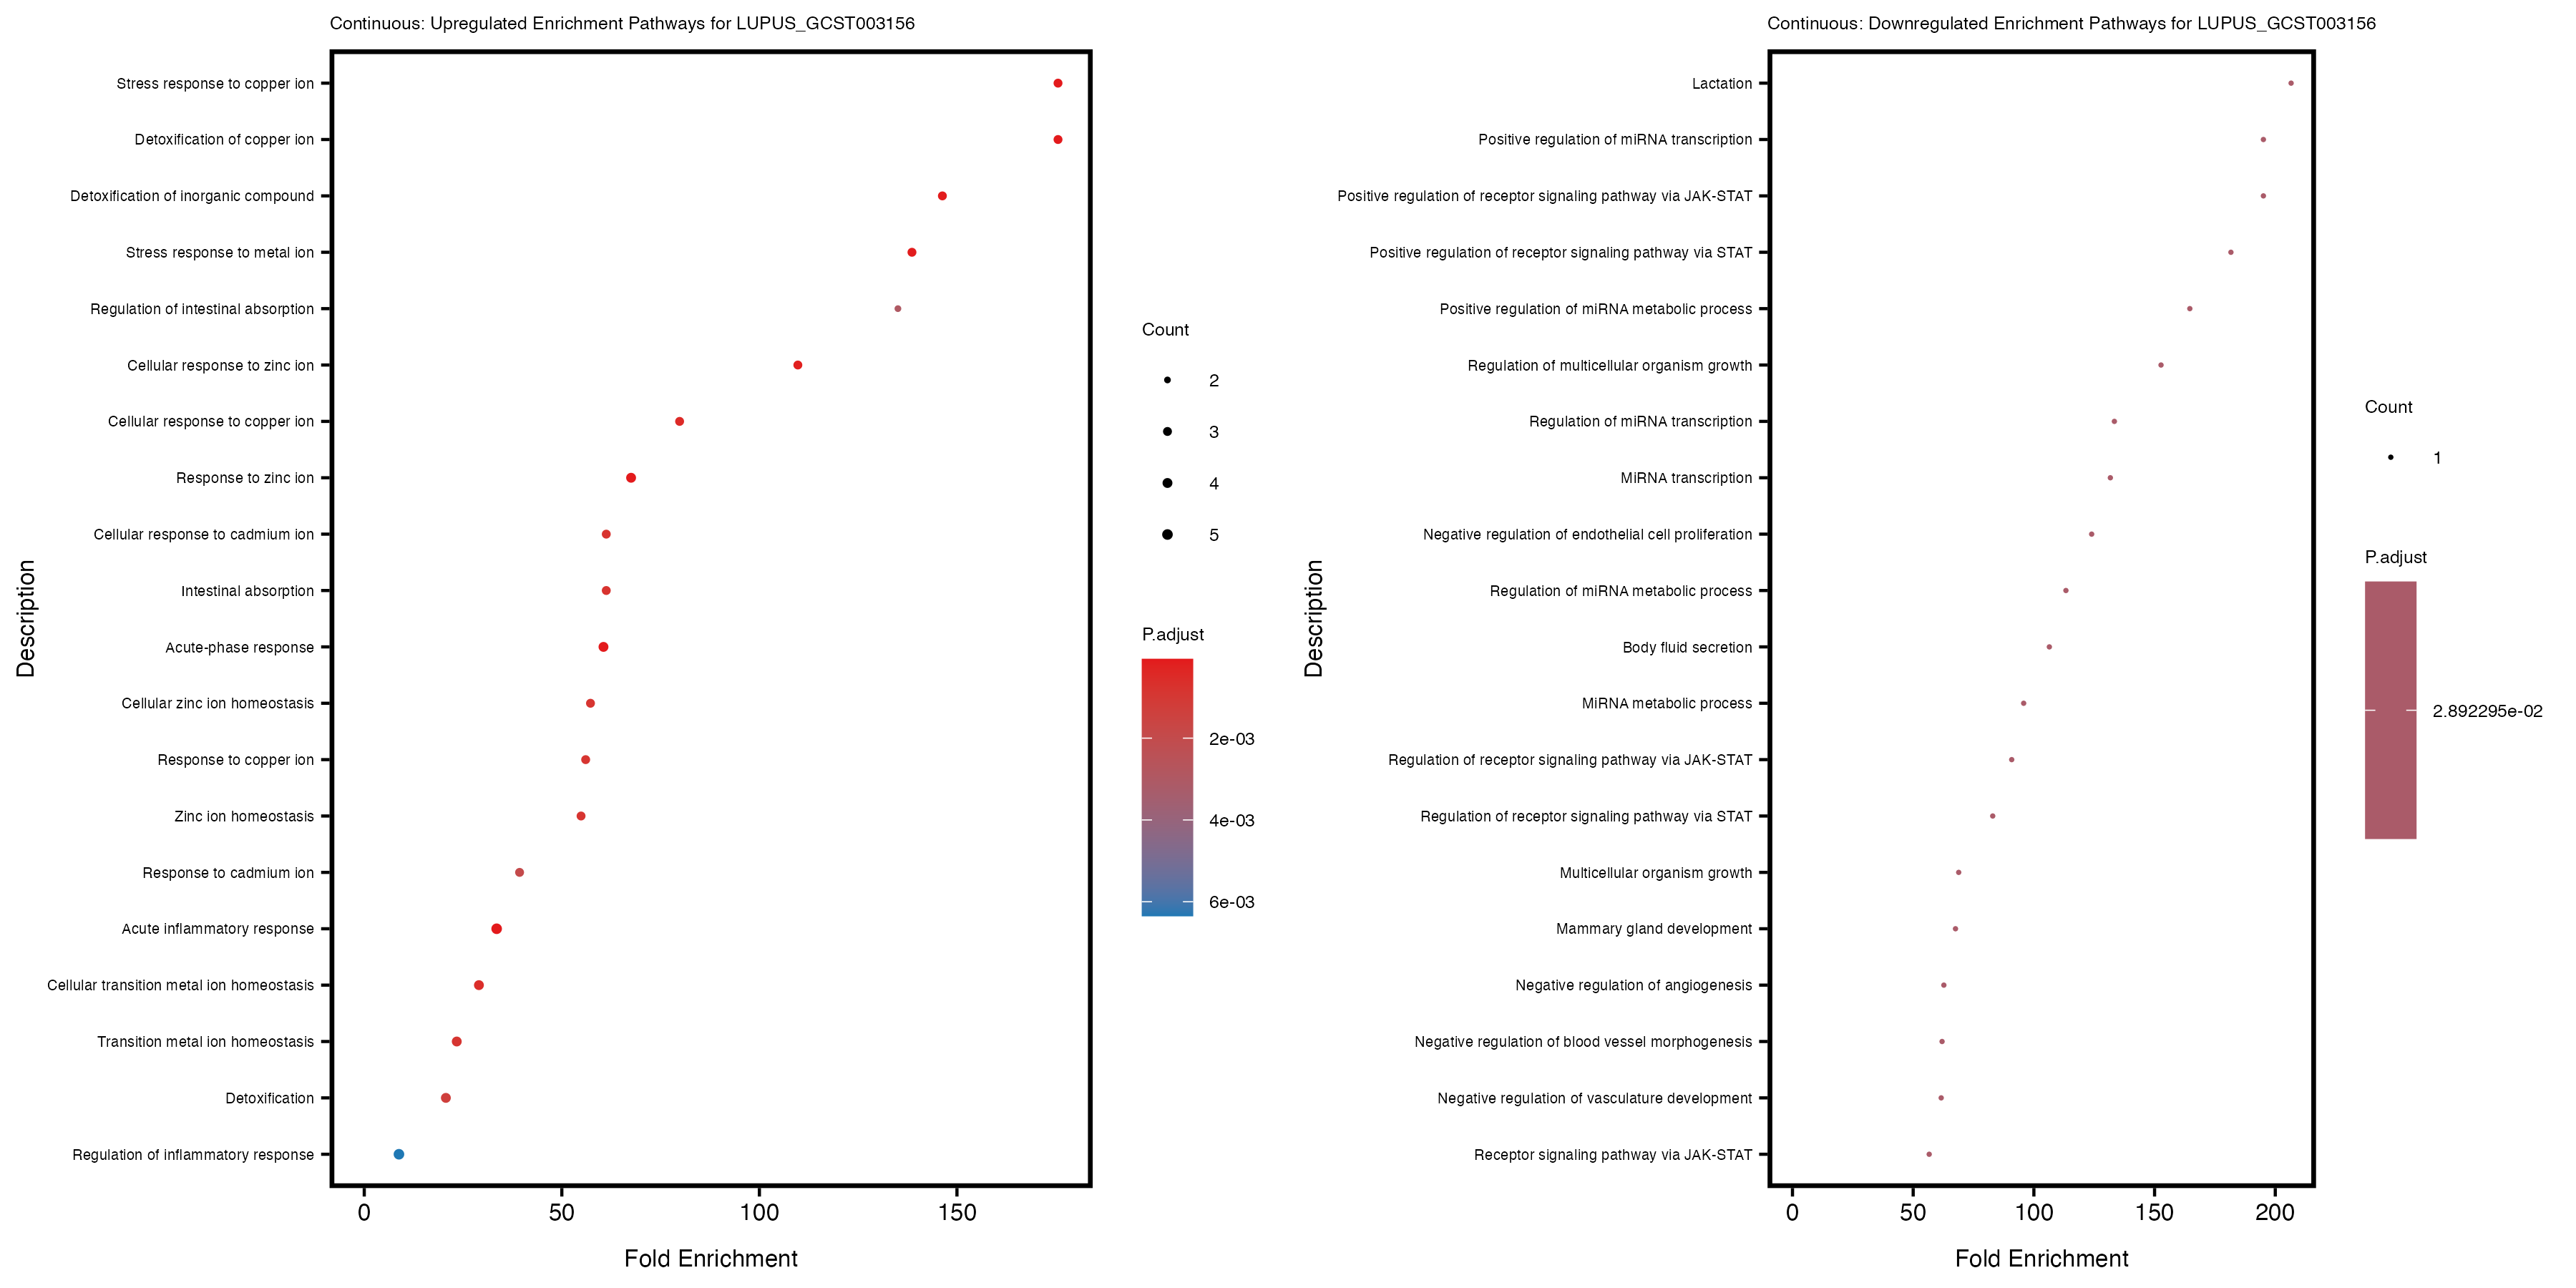 Continuous: Upregulated Enrichment Pathways for LUPUS_GCST003156
Description
Stress response to copper ion
Detoxification of copper ion
Detoxification of inorganic compound
Stress response to metal ion
Regulation of intestinal absorption
Cellular response to zinc ion
Cellular response to copper ion
Response to zinc ion
Cellular response to cadmium ion
Intestinal absorption
Acute-phase response
Cellular zinc ion homeostasis
Response to copper ion
Zinc ion homeostasis
Response to cadmium ion
Acute inflammatory response
Cellular transition metal ion homeostasis
Transition metal ion homeostasis
Detoxification
Regulation of inflammatory response
0 50 100 150
Fold Enrichment
Count
2
3
4
5
P.adjust
2e-03
4e-03
6e-03
Continuous: Downregulated Enrichment Pathways for LUPUS_GCST003156
Description
Lactation
Positive regulation of miRNA transcription
Positive regulation of receptor signaling pathway via JAK-STAT
Positive regulation of receptor signaling pathway via STAT
Positive regulation of miRNA metabolic process
Regulation of multicellular organism growth
Regulation of miRNA transcription
MiRNA transcription
Negative regulation of endothelial cell proliferation
Regulation of miRNA metabolic process
Body fluid secretion
MiRNA metabolic process
Regulation of receptor signaling pathway via JAK-STAT
Regulation of receptor signaling pathway via STAT
Multicellular organism growth
Mammary gland development
Negative regulation of angiogenesis
Negative regulation of blood vessel morphogenesis
Negative regulation of vasculature development
Receptor signaling pathway via JAK-STAT
0 50 100 150 200
Fold Enrichment
Count
1
P.adjust
2.892295e-02